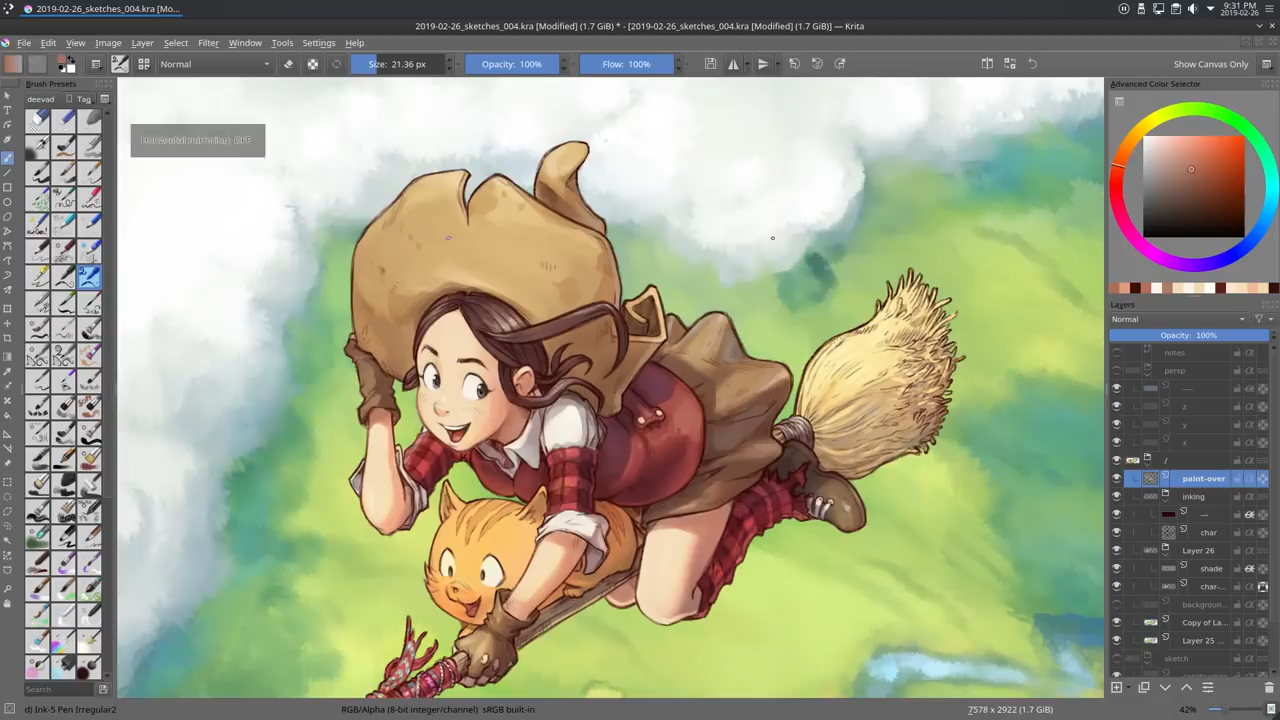 2019-02-26_sketches_004.kra [Mo...
9:31 PM
2019-02-26
2019-02-26_sketches_004.kra [Modified] (1.7 GiB) * - [2019-02-26_sketches_004.kra [Modified] (1.7 GiB)] — Krita
File Edit View Image Layer Select Filter Window Tools Settings Help
Normal Size: 21.36 px Opacity: 100% Flow: 100% Show Canvas Only
Brush Presets
deevad Tag
Horizontal mirroring: OFF
Advanced Color Selector
Layers
Normal
Opacity: 100%
notes
persp
---
z
y
x
/
paint-over
inking
---
char
Layer 26
shade
char-...
backgroun...
Copy of La...
Layer 25 ...
sketch
Search
d) Ink-5 Pen Irregular2
RGB/Alpha (8-bit integer/channel) sRGB built-in
7578 x 2922 (1.7 GiB)
42%